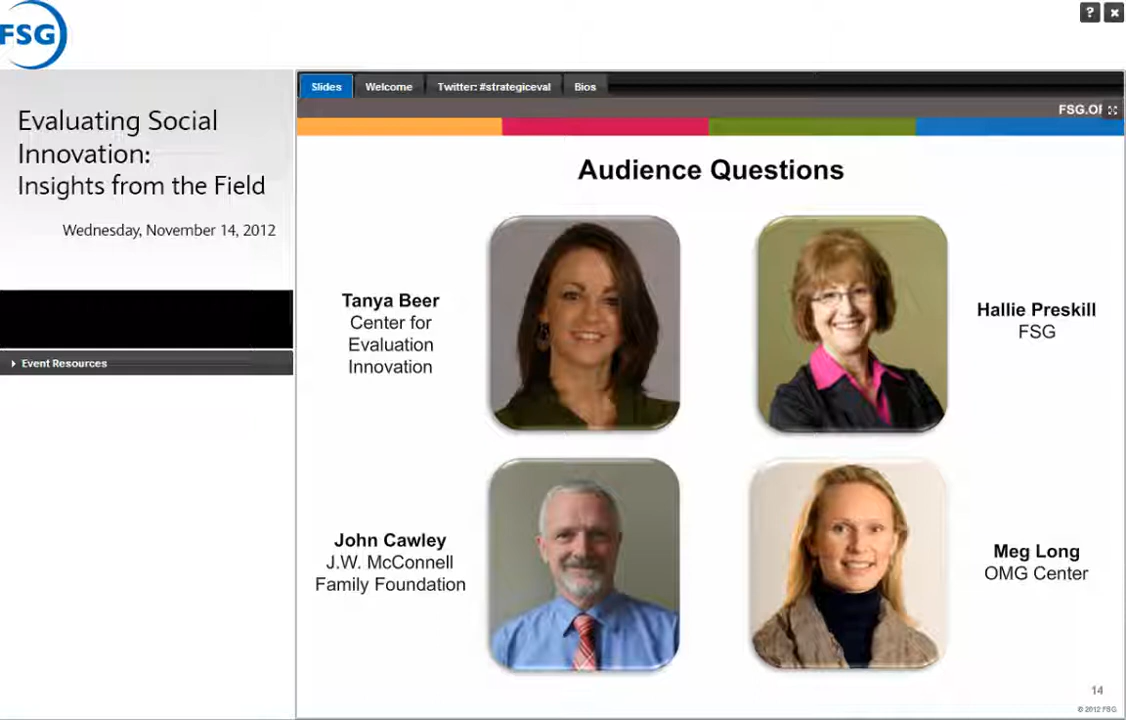 FSG
Evaluating Social
Innovation:
Insights from the Field
Wednesday, November 14, 2012
Event Resources
Slides
Welcome
Twitter: #strategiceval
Bios
FSG.OR
Audience Questions
Tanya Beer
Center for
Evaluation
Innovation
Hallie Preskill
FSG
John Cawley
J.W. McConnell
Family Foundation
Meg Long
OMG Center
14
© 2012 FSG